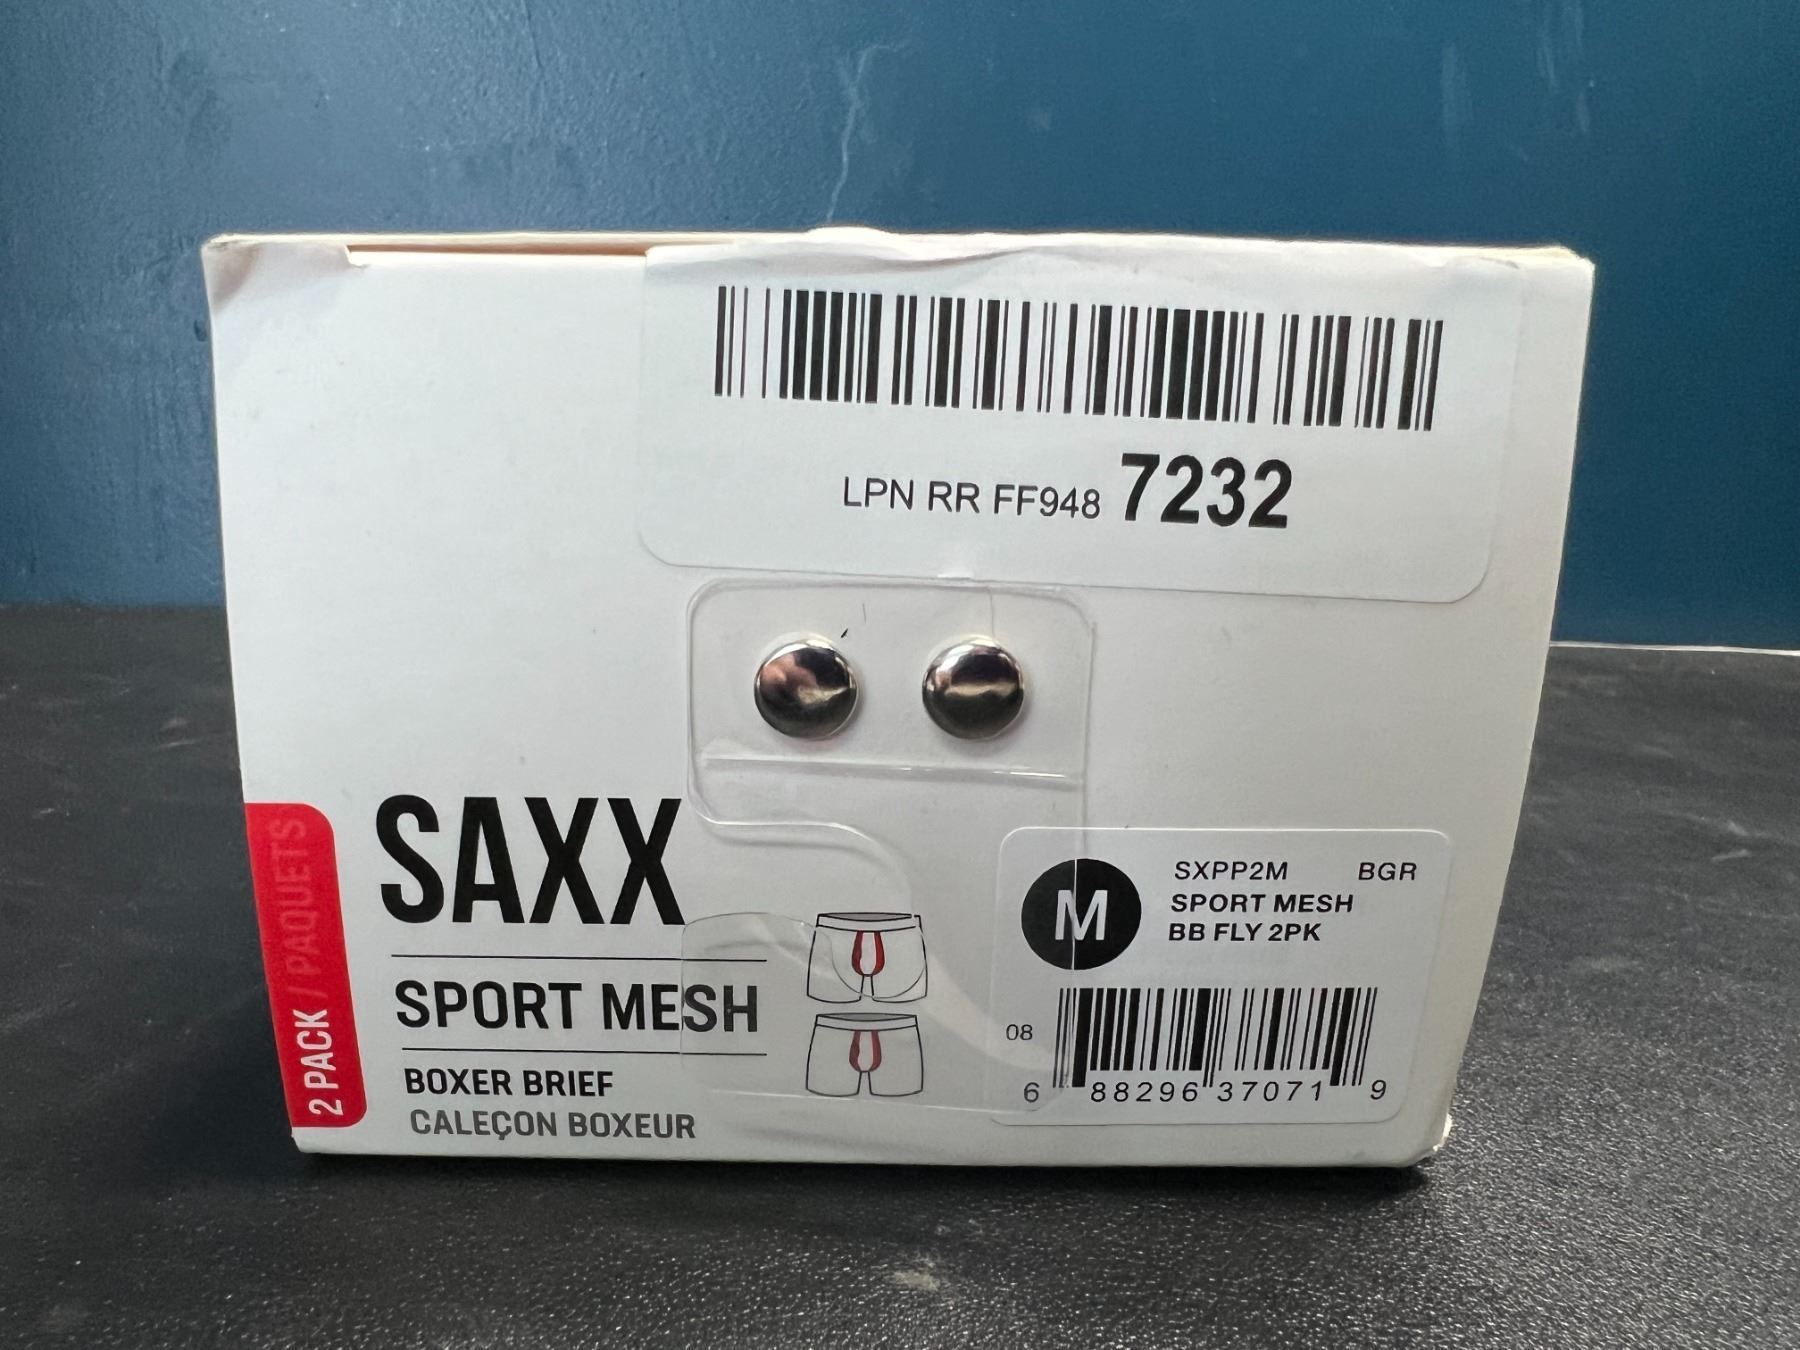 LPN RR FF948 7232
SAXX
SPORT MESH
BOXER BRIEF
CALEÇON BOXEUR
2 PACK / PAQUETS
M
SXPP2M BGR
SPORT MESH
BB FLY 2PK
08
6 88296 37071 9